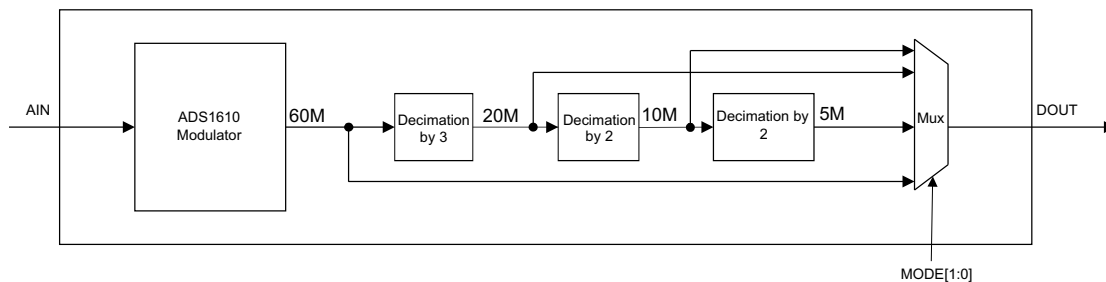 AIN
ADS1610
Modulator
60M
Decimation
by 3
20M
Decimation
by 2
10M
Decimation by
2
5M
Mux
DOUT
MODE[1:0]